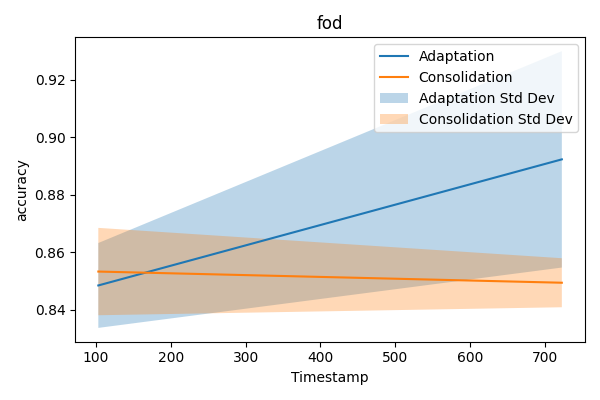 fod
Adaptation
Consolidation
Adaptation Std Dev
Consolidation Std Dev
accuracy
0.92
0.90
0.88
0.86
0.84
100 200 300 400 500 600 700
Timestamp